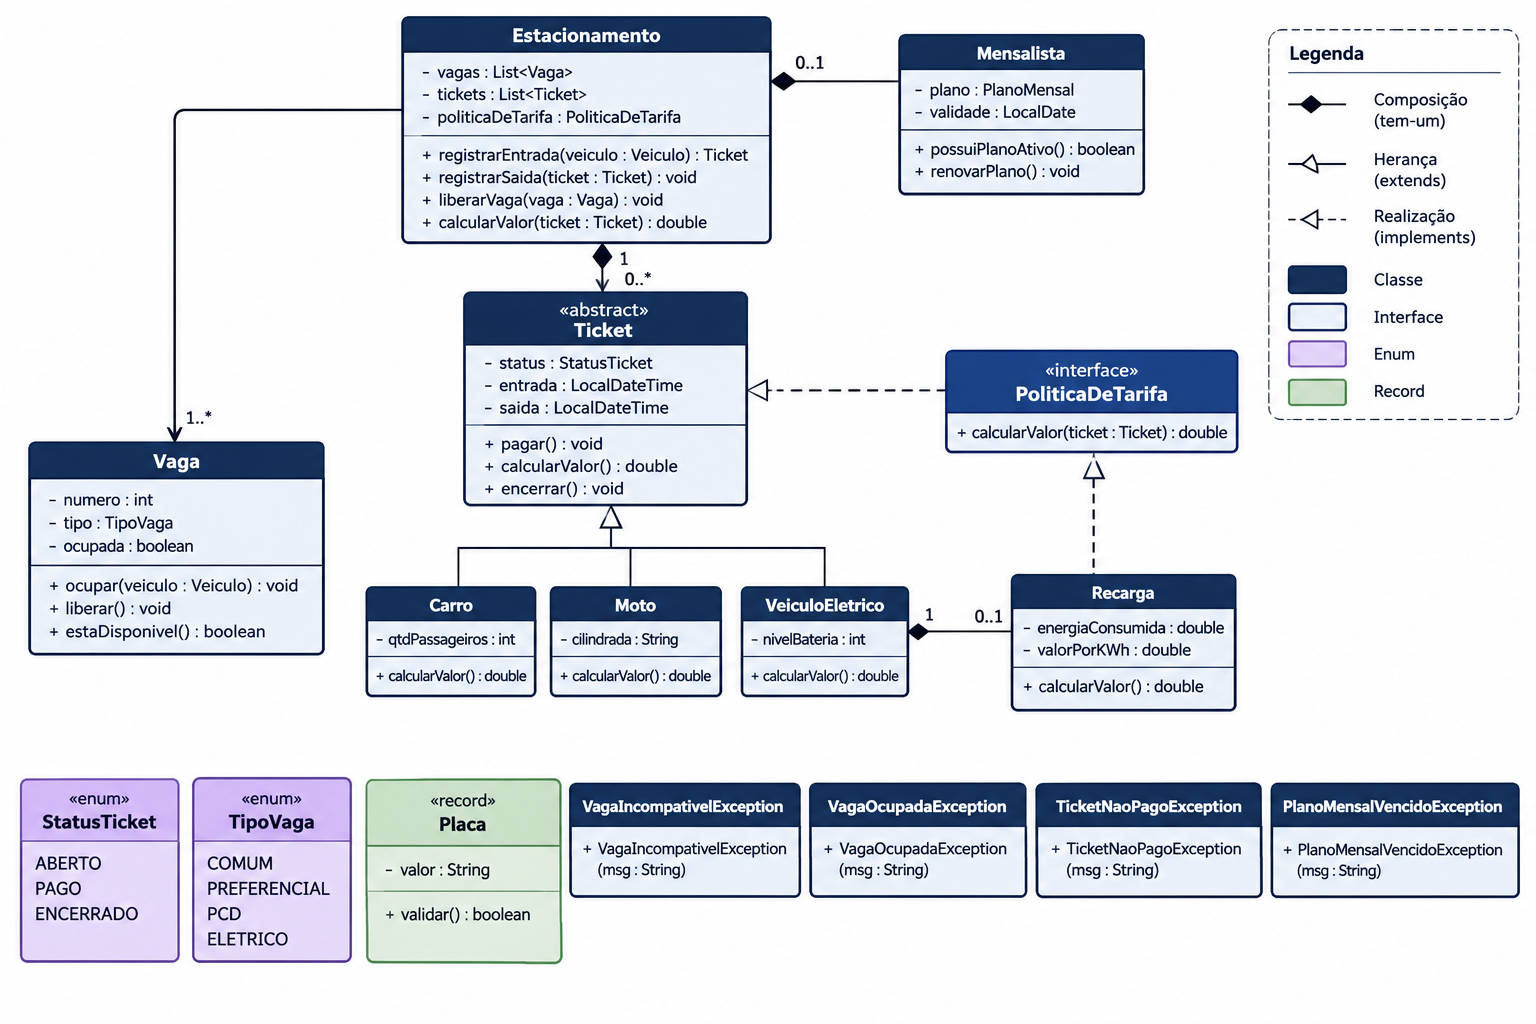 Estacionamento
- vagas : List<Vaga>
- tickets : List<Ticket>
- politicaDeTarifa : PoliticaDeTarifa
+ registrarEntrada(veiculo : Veiculo) : Ticket
+ registrarSaida(ticket : Ticket) : void
+ liberarVaga(vaga : Vaga) : void
+ calcularValor(ticket : Ticket) : double
0..1
Mensalista
- plano : PlanoMensal
- validade : LocalDate
+ possuiPlanoAtivo() : boolean
+ renovarPlano() : void
Legenda
Composição
(tem-um)
Herança
(extends)
Realização
(implements)
Classe
Interface
Enum
Record
1
0..*
«abstract»
Ticket
- status : StatusTicket
- entrada : LocalDateTime
- saida : LocalDateTime
+ pagar() : void
+ calcularValor() : double
+ encerrar() : void
«interface»
PoliticaDeTarifa
+ calcularValor(ticket : Ticket) : double
1..*
Vaga
- numero : int
- tipo : TipoVaga
- ocupada : boolean
+ ocupar(veiculo : Veiculo) : void
+ liberar() : void
+ estaDisponivel() : boolean
Carro
- qtdPassageiros : int
+ calcularValor() : double
Moto
- cilindrada : String
+ calcularValor() : double
VeiculoEletrico
- nivelBateria : int
+ calcularValor() : double
1
0..1
Recarga
- energiaConsumida : double
- valorPorKWh : double
+ calcularValor() : double
«enum»
StatusTicket
ABERTO
PAGO
ENCERRADO
«enum»
TipoVaga
COMUM
PREFERENCIAL
PCD
ELETRICO
«record»
Placa
- valor : String
+ validar() : boolean
VagaIncompativelException
+ VagaIncompativelException
(msg : String)
VagaOcupadaException
+ VagaOcupadaException
(msg : String)
TicketNaoPagoException
+ TicketNaoPagoException
(msg : String)
PlanoMensalVencidoException
+ PlanoMensalVencidoException
(msg : String)